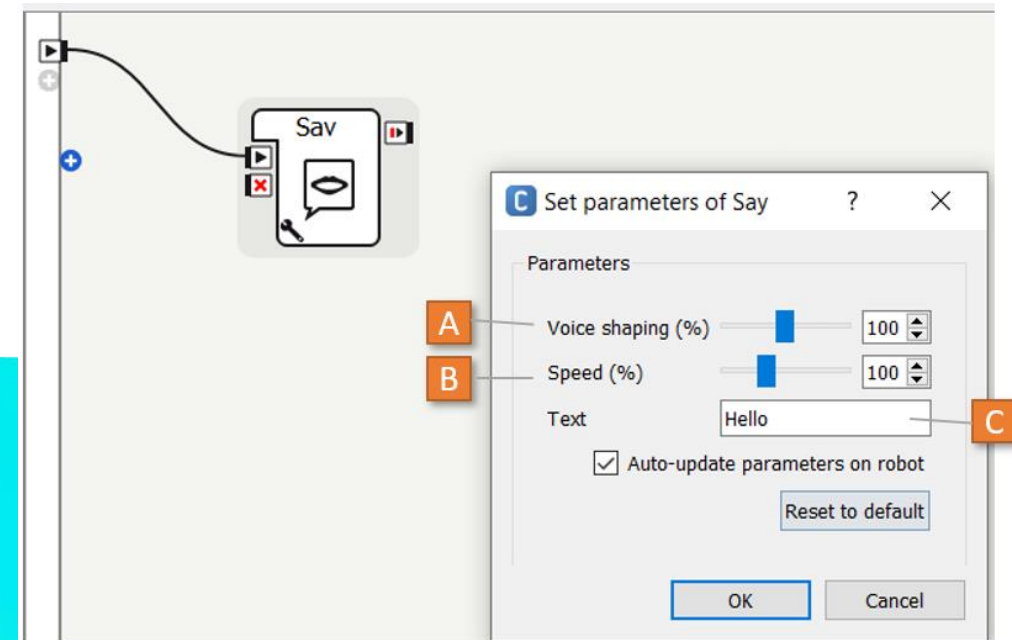 Sav
C Set parameters of Say ? ×
Parameters
A Voice shaping (%) 100
B Speed (%) 100
Text Hello C
Auto-update parameters on robot
Reset to default
OK Cancel